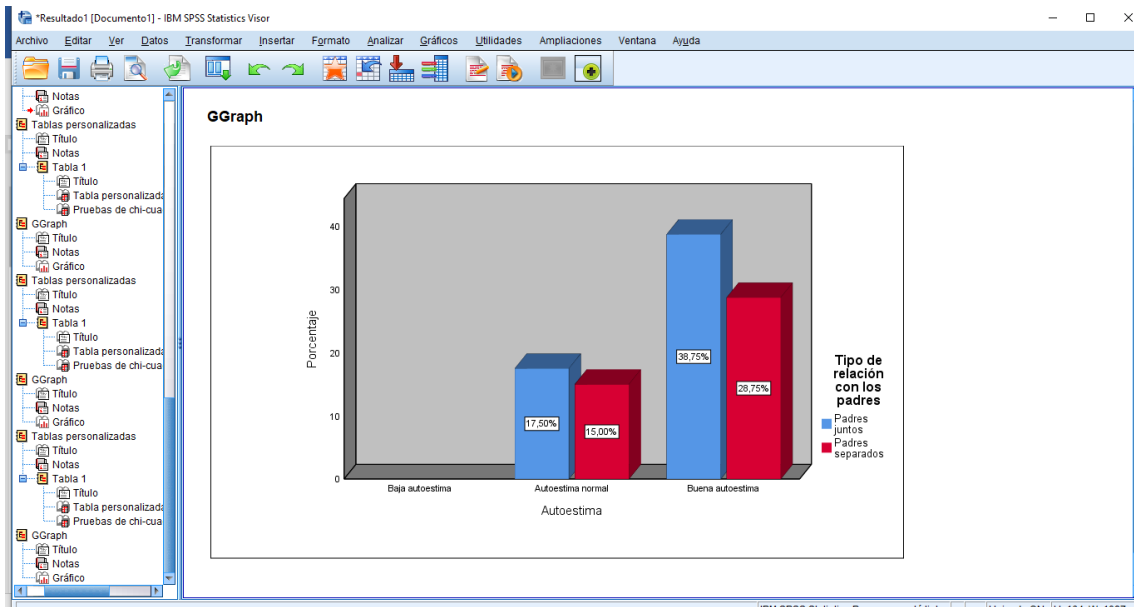 *Resultado1 [Documento1] - IBM SPSS Statistics Visor
Archivo Editar Ver Datos Transformar Insertar Formato Analizar Gráficos Utilidades Ampliaciones Ventana Ayuda
Notas
Gráfico
Tablas personalizadas
Título
Notas
Tabla 1
Título
Tabla personalizada
Pruebas de chi-cua
GGraph
Título
Notas
Gráfico
Tablas personalizadas
Título
Notas
Tabla 1
Título
Tabla personalizada
Pruebas de chi-cua
GGraph
Título
Notas
Gráfico
Tablas personalizadas
Título
Notas
Tabla 1
Título
Tabla personalizada
Pruebas de chi-cua
GGraph
Título
Notas
Gráfico
GGraph
Porcentaje
40
30
20
10
0
17,50%
15,00%
38,75%
28,75%
Baja autoestima
Autoestima normal
Buena autoestima
Autoestima
Tipo de
relación
con los
padres
Padres
juntos
Padres
separados